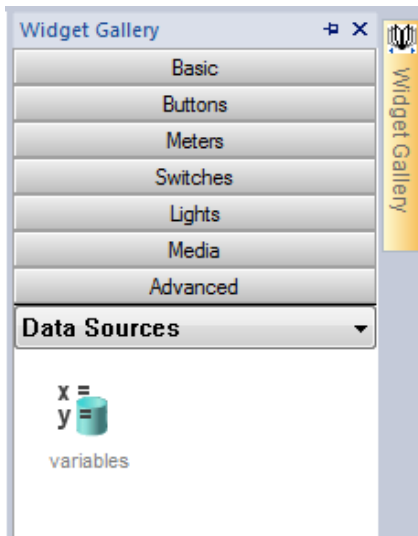 Widget Gallery
Basic
Buttons
Meters
Switches
Lights
Media
Advanced
Data Sources
x =
y =
variables
Widget Gallery